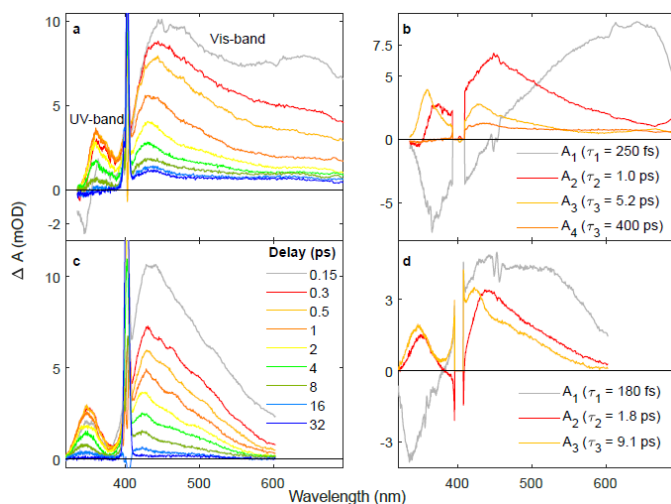 a
Vis-band
UV-band
10
5
0
-2
b
7.5
5
0
-5
A1 (τ1 = 250 fs)
A2 (τ2 = 1.0 ps)
A3 (τ3 = 5.2 ps)
A4 (τ3 = 400 ps)
Δ A (mOD)
c
Delay (ps)
0.15
0.3
0.5
1
2
4
8
16
32
10
5
0
400 500 600
d
3
0
-3
A1 (τ1 = 180 fs)
A2 (τ2 = 1.8 ps)
A3 (τ3 = 9.1 ps)
400 500 600
Wavelength (nm)